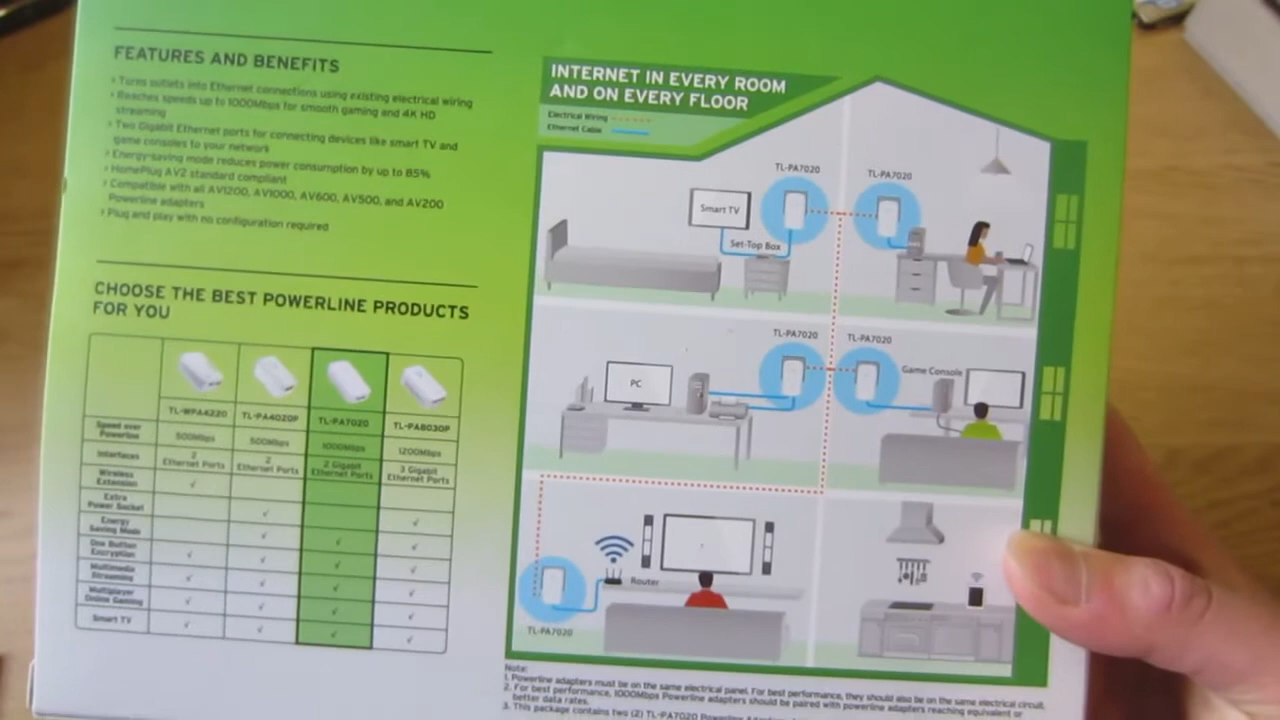 FEATURES AND BENEFITS
› Turns outlets into Ethernet connections using existing electrical wiring
› Reaches speeds up to 1000Mbps for smooth gaming and 4K HD
streaming
› Two Gigabit Ethernet ports for connecting devices like smart TV and
game consoles to your network
› Energy-saving mode reduces power consumption by up to 85%
› HomePlug AV2 standard compliant
› Compatible with all AV1200, AV1000, AV600, AV500, and AV200
Powerline adapters
› Plug and play with no configuration required
CHOOSE THE BEST POWERLINE PRODUCTS
FOR YOU
TL-WPA4220 TL-PA4020P TL-PA7020 TL-PA8030P
Speed over
Powerline
500Mbps 500Mbps 1000Mbps 1200Mbps
Interfaces
2
Ethernet Ports
2
Ethernet Ports
2 Gigabit
Ethernet Ports
3 Gigabit
Ethernet Ports
Wireless
Extension
√
Extra
Power Socket
√ √
Energy
Saving Mode
√ √ √
One Button
Encryption
√ √ √ √
Multimedia
Streaming
√ √ √ √
Multiplayer
Online Gaming
√ √ √ √
Smart TV
√ √ √ √
INTERNET IN EVERY ROOM
AND ON EVERY FLOOR
Electrical Wiring
Ethernet Cable
TL-PA7020
TL-PA7020
Smart TV
Set-Top Box
TL-PA7020
TL-PA7020
PC
Game Console
Router
TL-PA7020
Note:
1. Powerline adapters must be on the same electrical panel. For best performance, they should also be on the same electrical circuit.
2. For best performance, 1000Mbps Powerline adapters should be paired with powerline adapters reaching equivalent or
better data rates.
3. This package contains two (2) TL-PA7020 Powerline